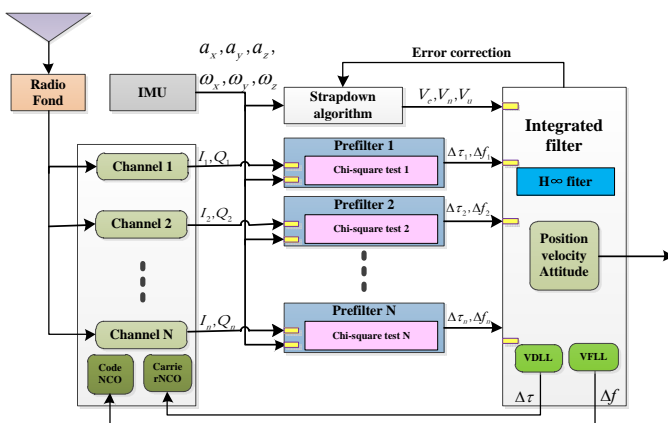 a_x, a_y, a_z,
ω_x, ω_y, ω_z
Error correction
Radio
Fond
IMU
Strapdown
algorithm
V_e, V_n, V_u
Integrated
filter
Channel 1
I_1, Q_1
Prefilter 1
Chi-square test 1
Δτ_1, Δf_1
H∞ fiter
Channel 2
I_2, Q_2
Prefilter 2
Chi-square test 2
Δτ_2, Δf_2
Position
velocity
Attitude
Channel N
I_n, Q_n
Prefilter N
Chi-square test N
Δτ_n, Δf_n
Code
NCO
Carrie
rNCO
VDLL
VFLL
Δτ
Δf